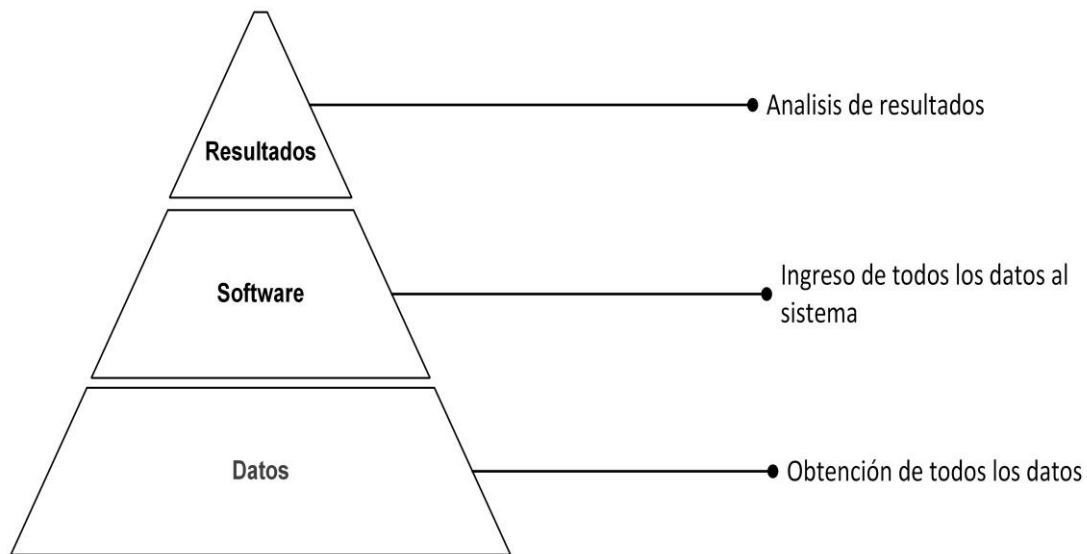 Analisis de resultados
Resultados
Ingreso de todos los datos al
sistema
Software
Datos
Obtención de todos los datos